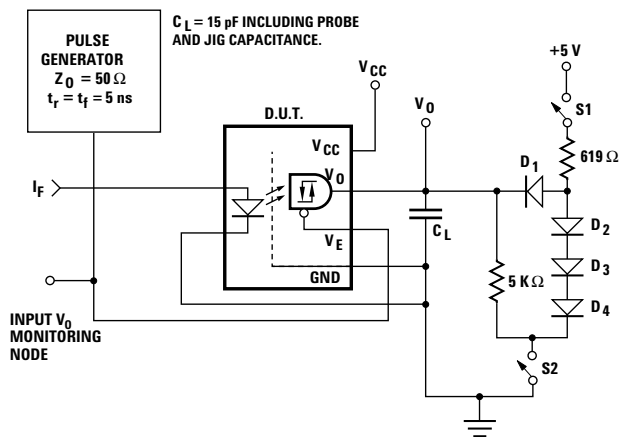 PULSE
GENERATOR
Z O = 50 Ω
t r = t f = 5 ns
C L = 15 pF INCLUDING PROBE
AND JIG CAPACITANCE.
V CC
V O
+5 V
S1
619 Ω
D.U.T.
V CC
V O
I F
D 1
D 2
C L
V E
D 3
GND
5 KΩ
D 4
INPUT V O
MONITORING
NODE
S2